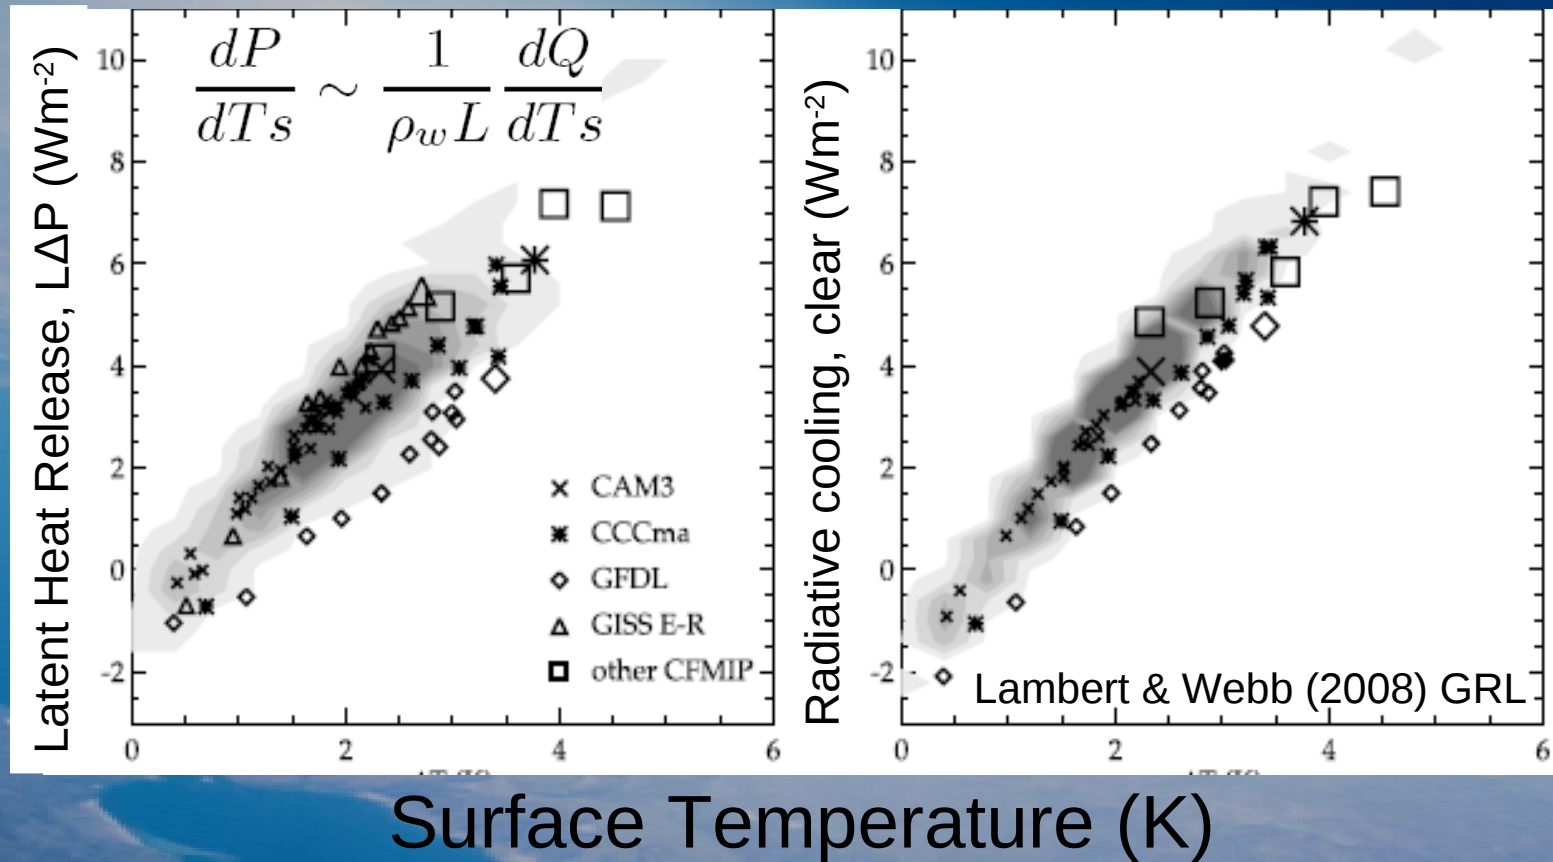 Latent Heat Release, LΔP (Wm-2)
dP/dTs ~ 1/ρwL dQ/dTs
10
8
6
4
2
0
-2
0 2 4 6
× CAM3
CCCma
GFDL
GISS E-R
other CFMIP
Radiative cooling, clear (Wm-2)
10
8
6
4
2
0
-2
0 2 4 6
Lambert & Webb (2008) GRL
Surface Temperature (K)